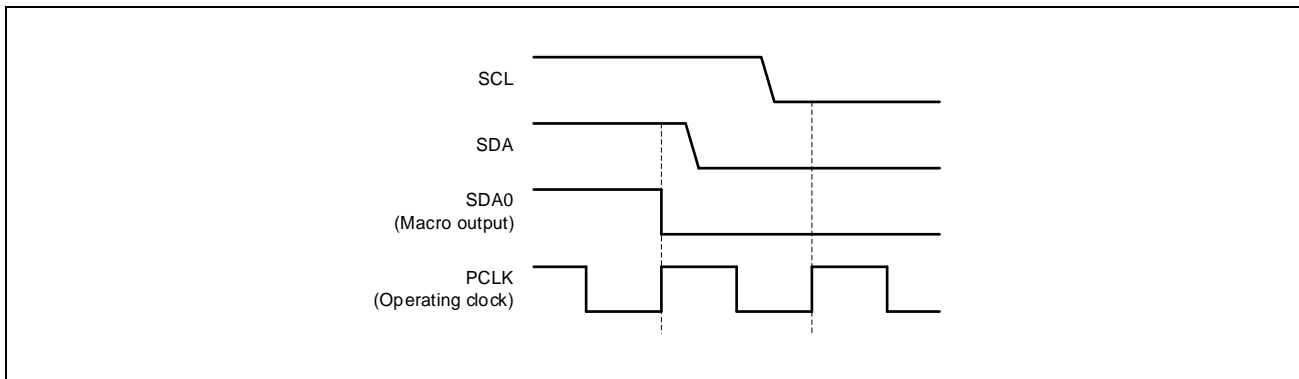 SCL
SDA
SDA0
(Macro output)
PCLK
(Operating clock)